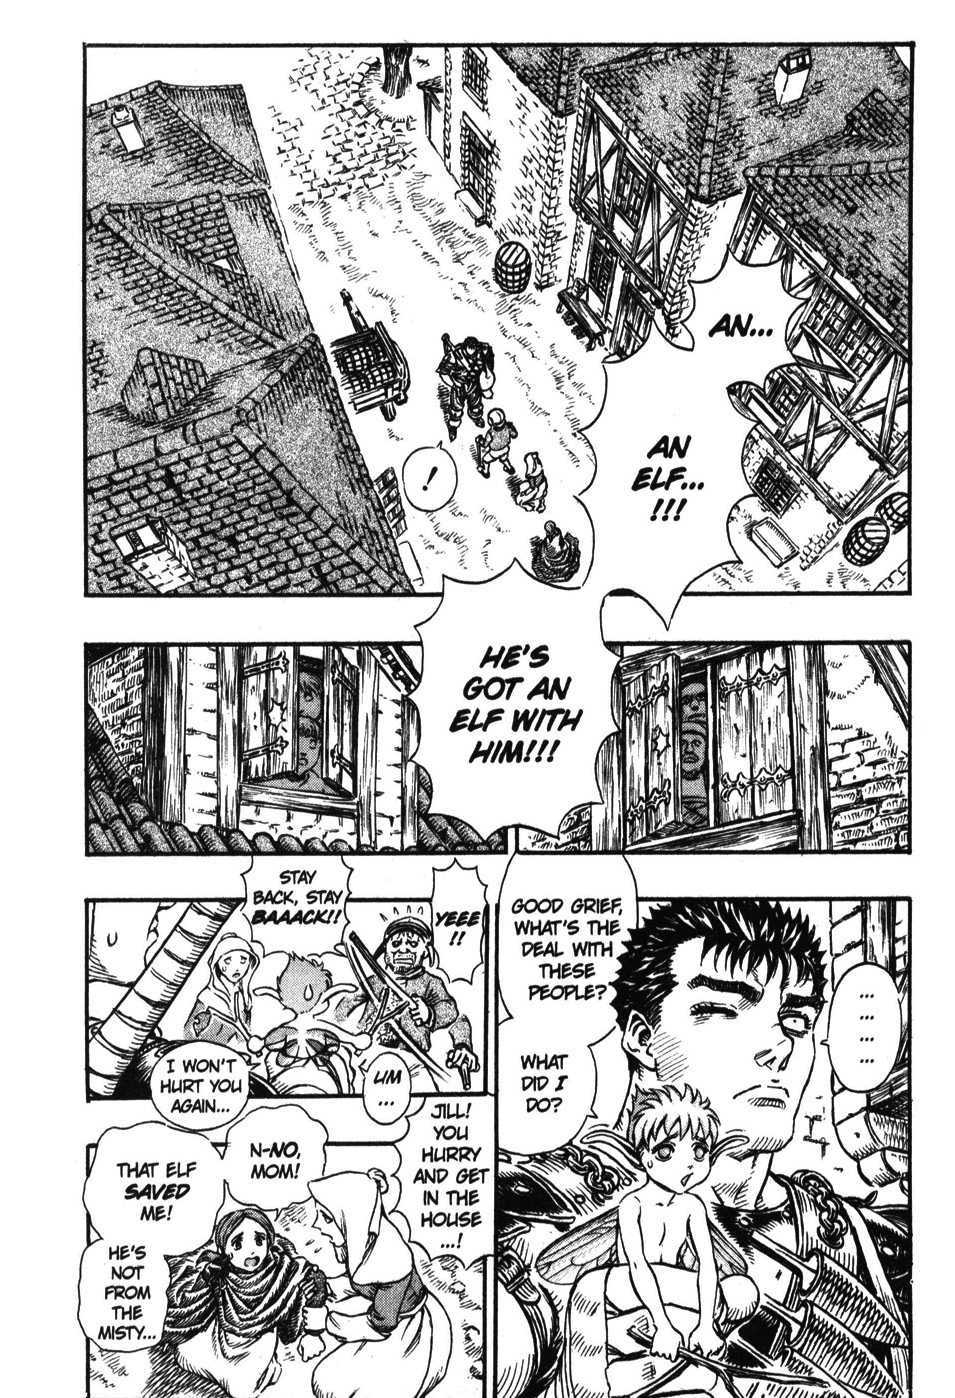 AN...
AN
ELF...
!!!
!
HE'S
GOT AN
ELF WITH
HIM!!!
STAY
BACK, STAY
BAAACK!!
YEEE
!!
I WON'T
HURT YOU
AGAIN...
UM
...
GOOD GRIEF,
WHAT'S THE
DEAL WITH
THESE
PEOPLE?
WHAT
DID I
DO?
...
...
...
...
JILL!
YOU
HURRY
AND GET
IN THE
HOUSE
...!
N-NO,
MOM!
THAT ELF
SAVED
ME!
HE'S
NOT
FROM
THE
MISTY...